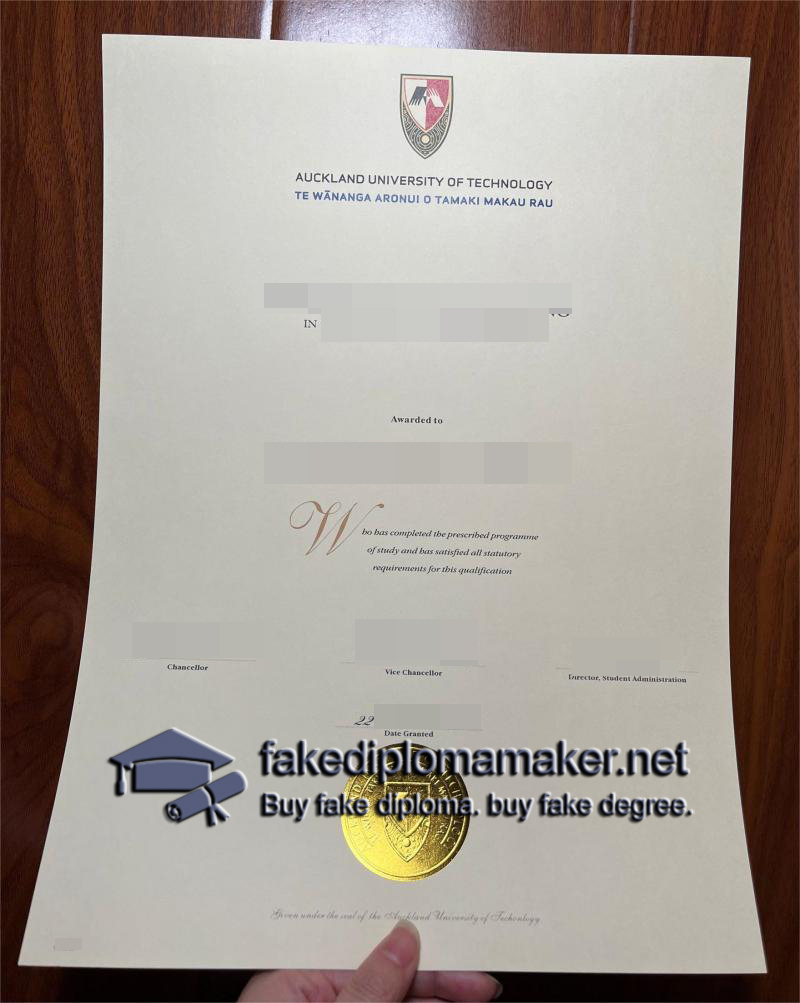 AUCKLAND UNIVERSITY OF TECHNOLOGY
TE WĀNANGA ARONUI O TAMAKI MAKAU RAU
IN
Awarded to
Who has completed the prescribed programme
of study and has satisfied all statutory
requirements for this qualification
Chancellor
Vice Chancellor
Director, Student Administration
22
Date Granted
fakediplomamaker.net
Buy fake diploma. buy fake degree.
Given under the seal of the Auckland University of Techonlogy